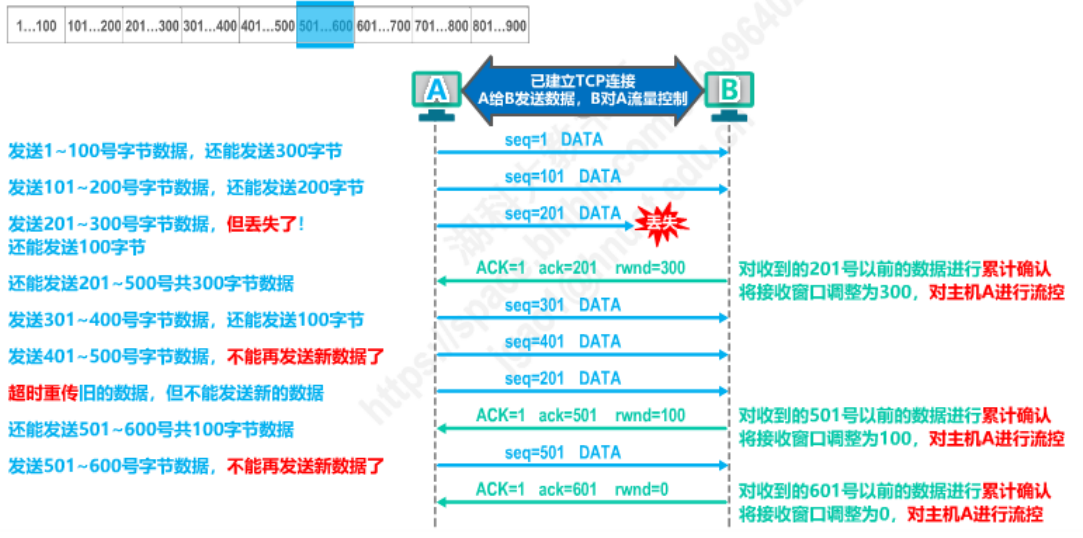 1...100 101...200 201...300 301...400 401...500 501...600 601...700 701...800 801...900
A
已建立TCP连接
A给B发送数据，B对A流量控制
B
seq=1 DATA
发送1~100号字节数据，还能发送300字节
seq=101 DATA
发送101~200号字节数据，还能发送200字节
seq=201 DATA
丢失
发送201~300号字节数据，但丢失了！
还能发送100字节
ACK=1 ack=201 rwnd=300
对收到的201号以前的数据进行累计确认
将接收窗口调整为300，对主机A进行流控
还能发送201~500号共300字节数据
seq=301 DATA
发送301~400号字节数据，还能发送100字节
seq=401 DATA
发送401~500号字节数据，不能再发送新数据了
seq=201 DATA
超时重传旧的数据，但不能发送新的数据
ACK=1 ack=501 rwnd=100
对收到的501号以前的数据进行累计确认
将接收窗口调整为100，对主机A进行流控
还能发送501~600号共100字节数据
seq=501 DATA
发送501~600号字节数据，不能再发送新数据了
ACK=1 ack=601 rwnd=0
对收到的601号以前的数据进行累计确认
将接收窗口调整为0，对主机A进行流控